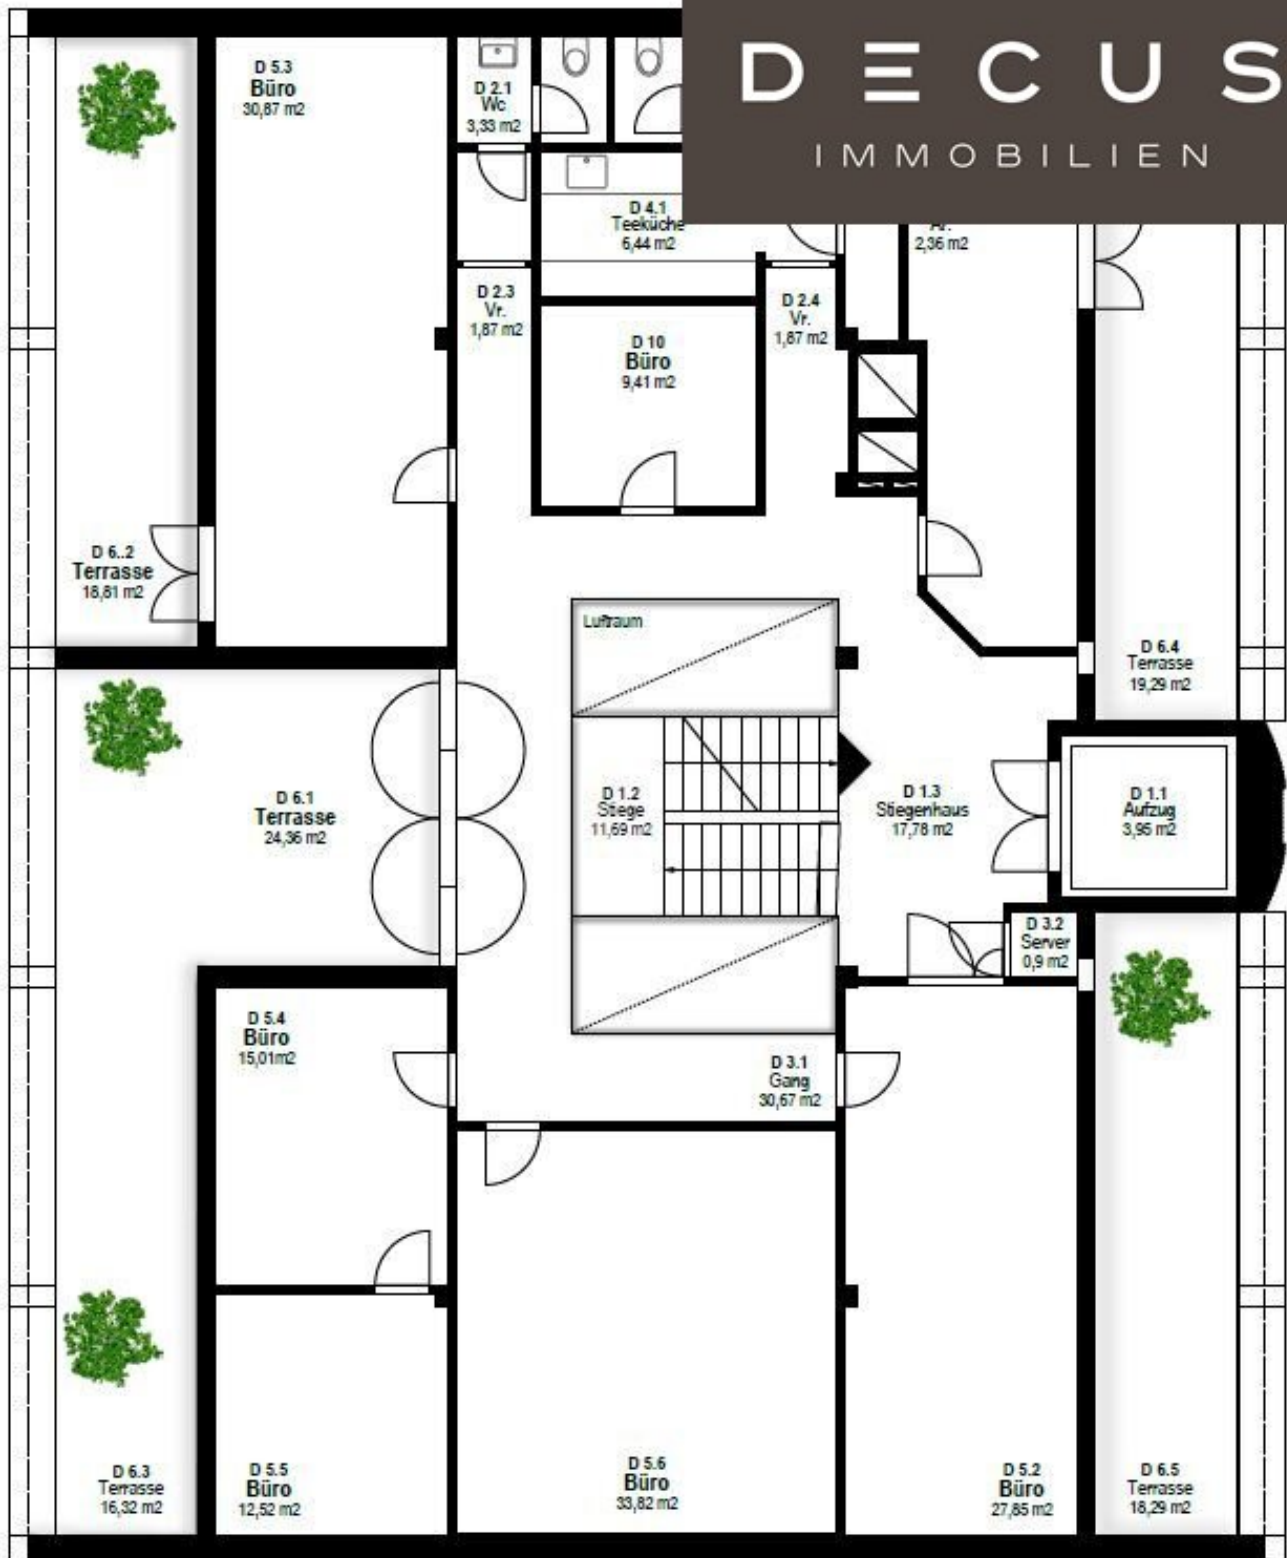 DECUS
IMMOBILIEN
D 5.3
Büro
30,87 m2
D 2.1
Wc
3,33 m2
D 4.1
Teeküche
6,44 m2
Ar.
2,36 m2
D 2.3
Vr.
1,87 m2
D 2.4
Vr.
1,87 m2
D 10
Büro
9,41 m2
D 6..2
Terrasse
18,81 m2
Luftraum
D 6.4
Terrasse
19,29 m2
D 6.1
Terrasse
24,36 m2
D 1.2
Stiege
11,69 m2
D 1.3
Stiegenhaus
17,78 m2
D 1.1
Aufzug
3,95 m2
D 3.2
Server
0,9 m2
D 5.4
Büro
15,01m2
D 3.1
Gang
30,67 m2
D 6.3
Terrasse
16,32 m2
D 5.5
Büro
12,52 m2
D 5.6
Büro
33,82 m2
D 5.2
Büro
27,85 m2
D 6.5
Terrasse
18,29 m2